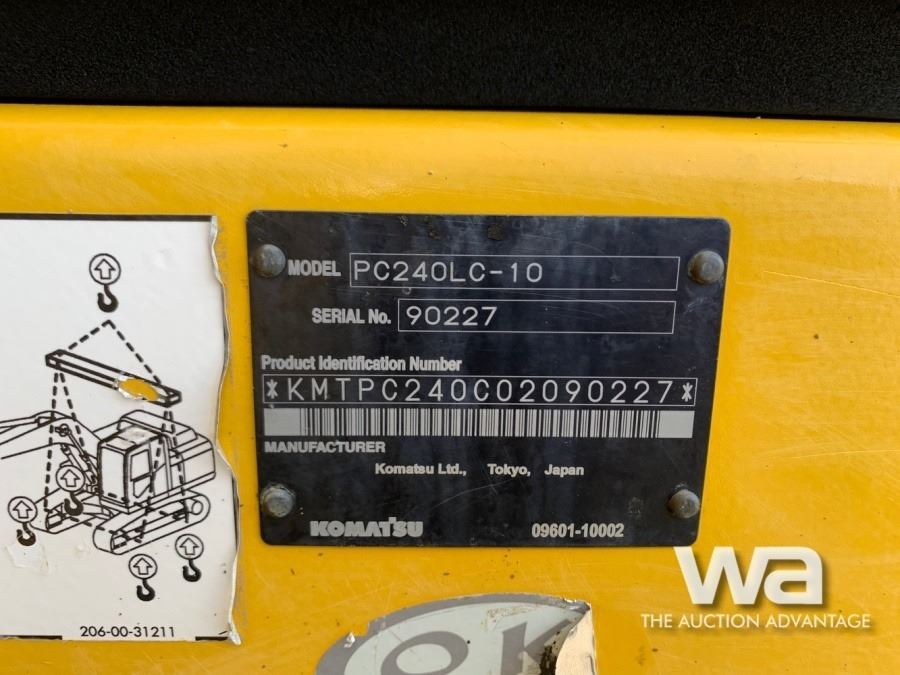 MODEL PC240LC-10
SERIAL No. 90227
Product Identification Number
*KMTPC240C02090227*
MANUFACTURER
Komatsu Ltd., Tokyo, Japan
KOMATSU 09601-10002
206-00-31211
OK
wa
THE AUCTION ADVANTAGE